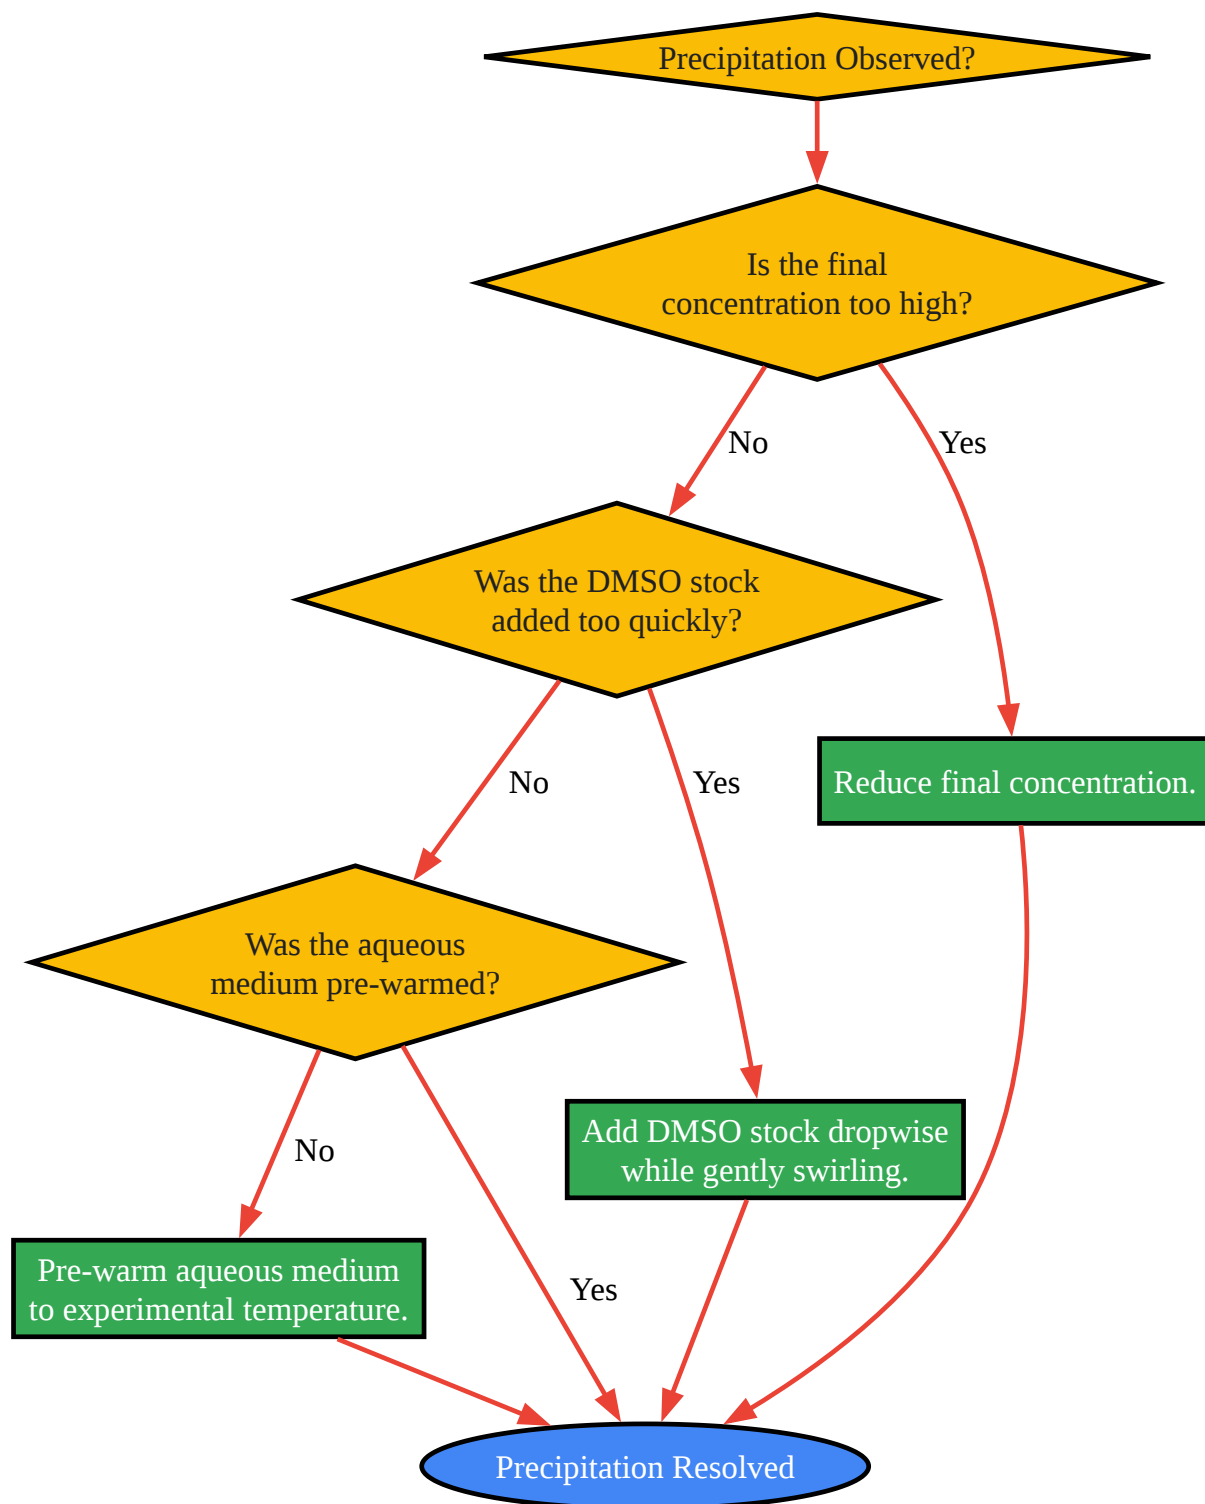 Precipitation Observed?
Is the final
concentration too high?
No
Yes
Was the DMSO stock
added too quickly?
No
Yes
Reduce final concentration.
Was the aqueous
medium pre-warmed?
No
Yes
Add DMSO stock dropwise
while gently swirling.
Pre-warm aqueous medium
to experimental temperature.
Precipitation Resolved